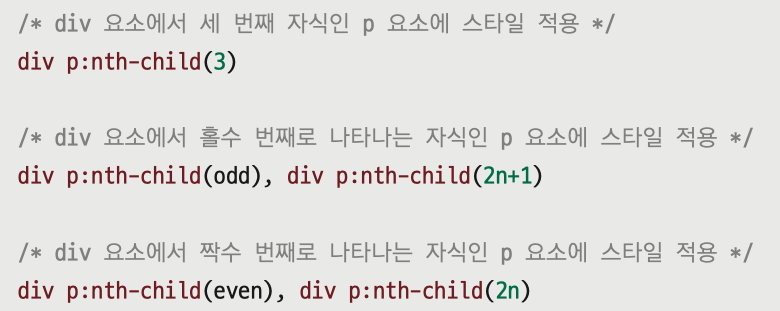 /* div 요소에서 세 번째 자식인 p 요소에 스타일 적용 */
div p:nth-child(3)
/* div 요소에서 홀수 번째로 나타나는 자식인 p 요소에 스타일 적용 */
div p:nth-child(odd), div p:nth-child(2n+1)
/* div 요소에서 짝수 번째로 나타나는 자식인 p 요소에 스타일 적용 */
div p:nth-child(even), div p:nth-child(2n)